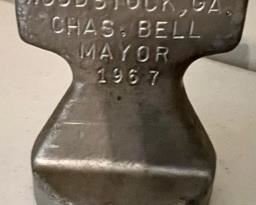 WOODSTOCK, GA.
CHAS. BELL
MAYOR
1967